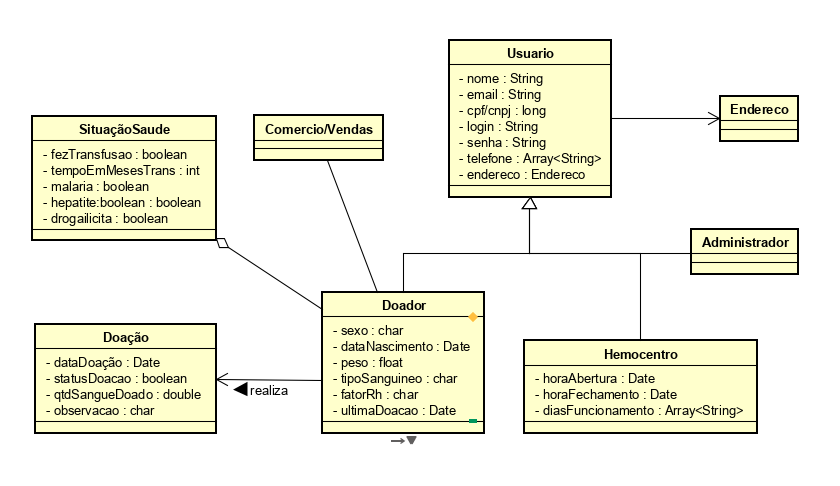 Usuario
- nome : String
- email : String
- cpf/cnpj : long
- login : String
- senha : String
- telefone : Array<String>
- endereco : Endereco
Endereco
SituaçãoSaude
- fezTransfusao : boolean
- tempoEmMesesTrans : int
- malaria : boolean
- hepatite:boolean : boolean
- drogailicita : boolean
Comercio/Vendas
Administrador
Doador
- sexo : char
- dataNascimento : Date
- peso : float
- tipoSanguineo : char
- fatorRh : char
- ultimaDoacao : Date
Doação
- dataDoação : Date
- statusDoacao : boolean
- qtdSangueDoado : double
- observacao : char
realiza
Hemocentro
- horaAbertura : Date
- horaFechamento : Date
- diasFuncionamento : Array<String>